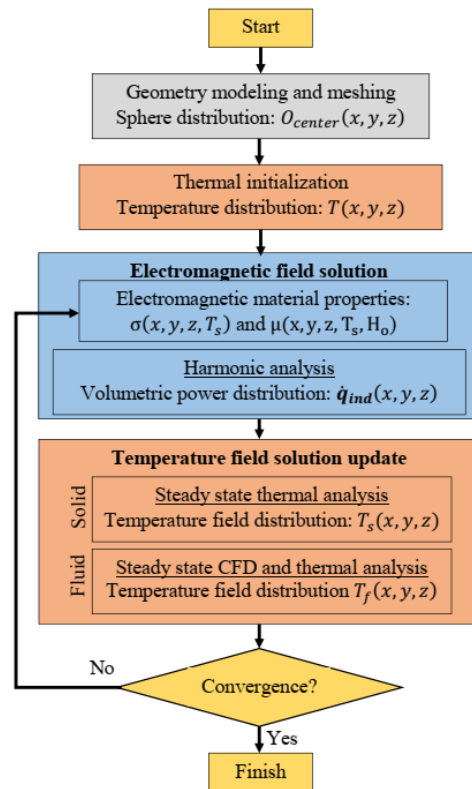 Start
Geometry modeling and meshing
Sphere distribution: O_center(x, y, z)
Thermal initialization
Temperature distribution: T(x, y, z)
Electromagnetic field solution
Electromagnetic material properties:
σ(x, y, z, T_s) and μ(x, y, z, T_s, H_o)
Harmonic analysis
Volumetric power distribution: q̇_ind(x, y, z)
Temperature field solution update
Solid
Steady state thermal analysis
Temperature field distribution: T_s(x, y, z)
Fluid
Steady state CFD and thermal analysis
Temperature field distribution T_f(x, y, z)
No
Convergence?
Yes
Finish